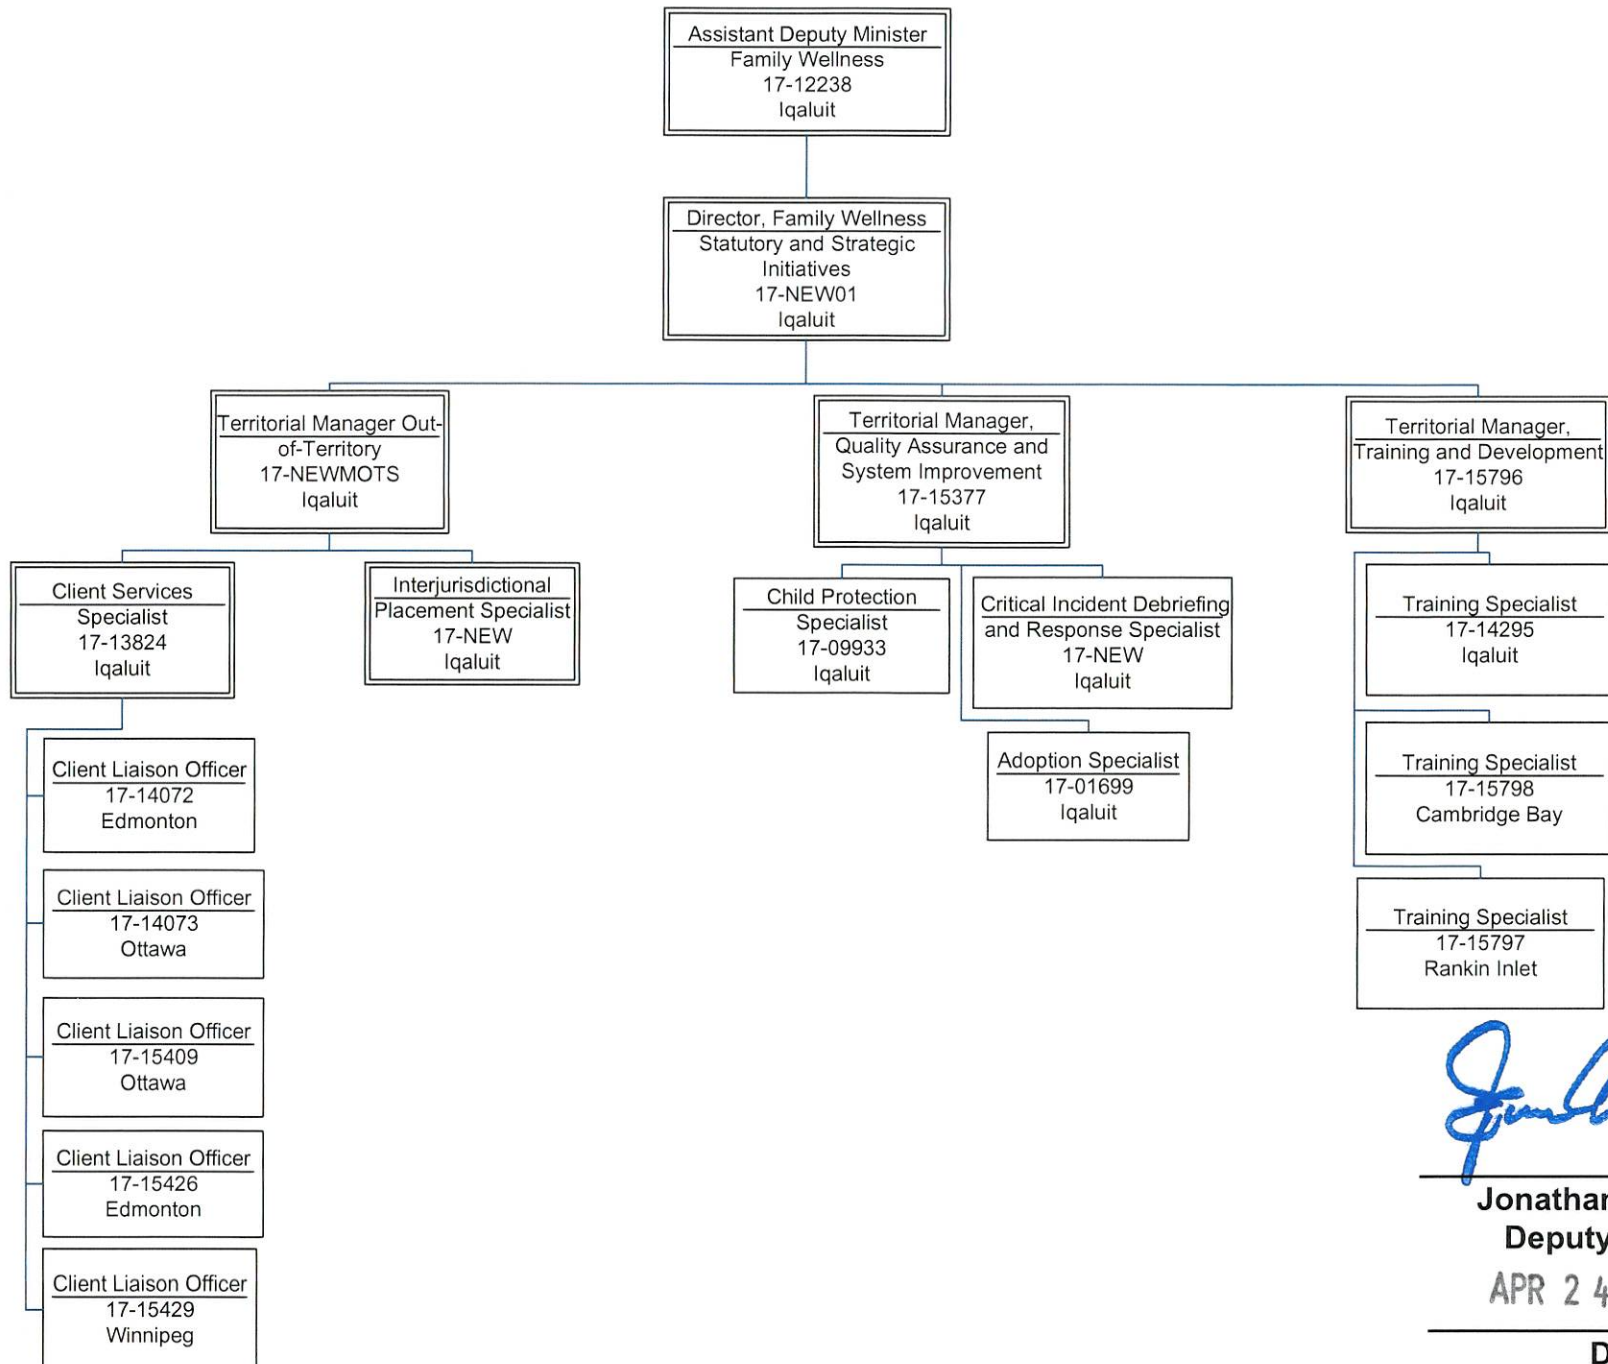 Assistant Deputy Minister
Family Wellness
17-12238
Iqaluit
Director, Family Wellness
Statutory and Strategic
Initiatives
17-NEW01
Iqaluit
Territorial Manager Out-
of-Territory
17-NEWMOTS
Iqaluit
Territorial Manager,
Quality Assurance and
System Improvement
17-15377
Iqaluit
Territorial Manager,
Training and Development
17-15796
Iqaluit
Client Services
Specialist
17-13824
Iqaluit
Interjurisdictional
Placement Specialist
17-NEW
Iqaluit
Child Protection
Specialist
17-09933
Iqaluit
Critical Incident Debriefing
and Response Specialist
17-NEW
Iqaluit
Adoption Specialist
17-01699
Iqaluit
Training Specialist
17-14295
Iqaluit
Training Specialist
17-15798
Cambridge Bay
Training Specialist
17-15797
Rankin Inlet
Client Liaison Officer
17-14072
Edmonton
Client Liaison Officer
17-14073
Ottawa
Client Liaison Officer
17-15409
Ottawa
Client Liaison Officer
17-15426
Edmonton
Client Liaison Officer
17-15429
Winnipeg
Jonathan
Deputy
APR 24
D